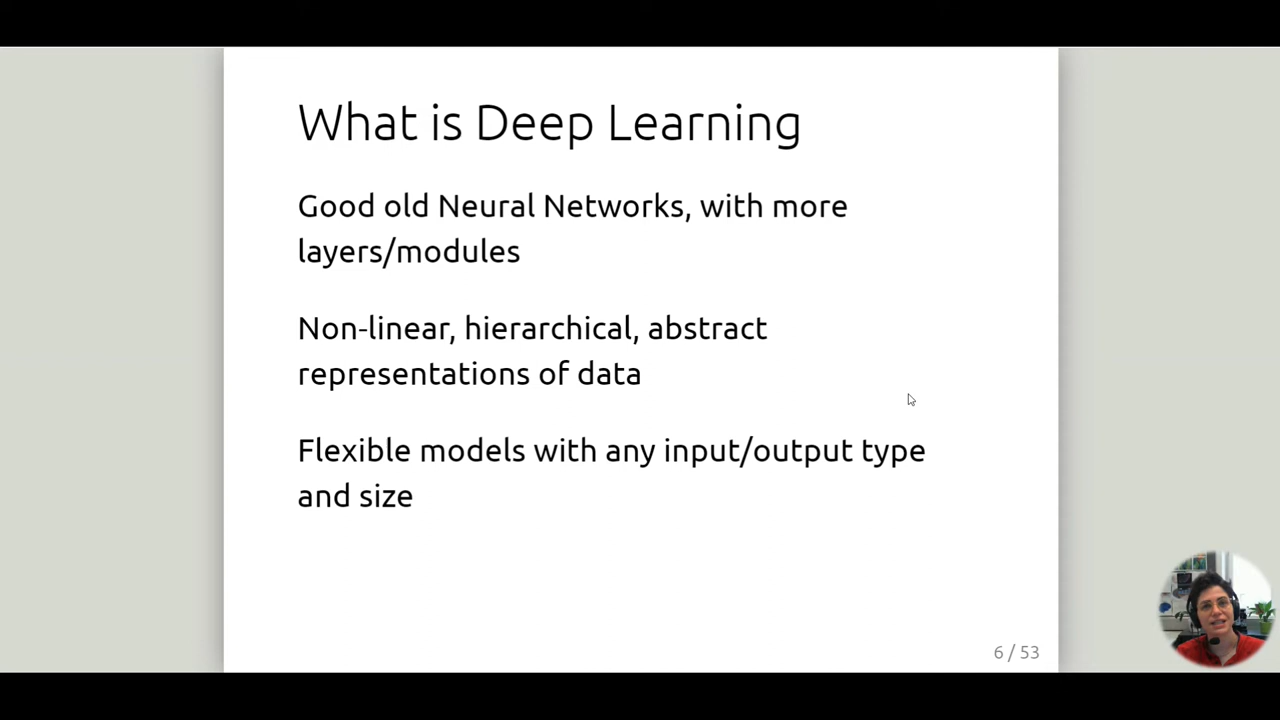 What is Deep Learning
Good old Neural Networks, with more
layers/modules
Non-linear, hierarchical, abstract
representations of data
Flexible models with any input/output type
and size
6 / 53